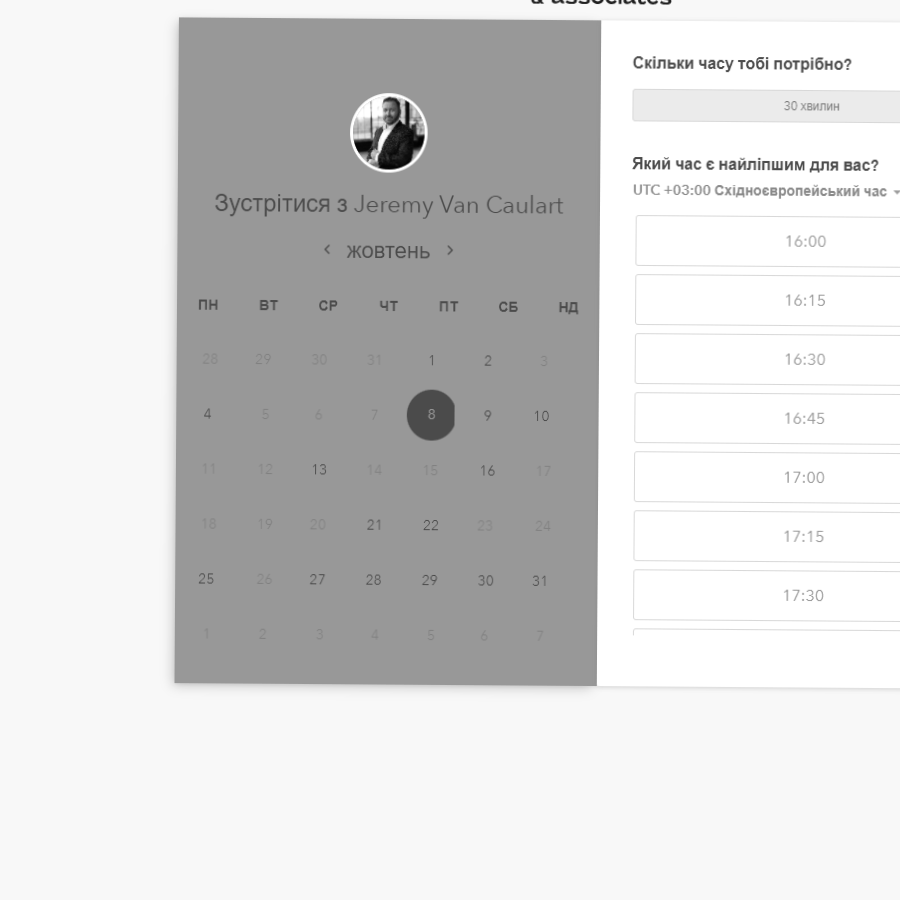 & associates
Зустрітися з Jeremy Van Caulart
жовтень
ПН ВТ СР ЧТ ПТ СБ НД
28 29 30 31 1 2 3
4 5 6 7 8 9 10
11 12 13 14 15 16 17
18 19 20 21 22 23 24
25 26 27 28 29 30 31
1 2 3 4 5 6 7
Скільки часу тобі потрібно?
30 хвилин
Який час є найліпшим для вас?
UTC +03:00 Східноєвропейський час
16:00
16:15
16:30
16:45
17:00
17:15
17:30